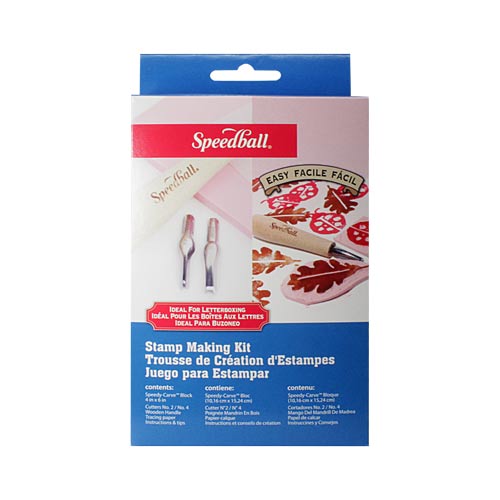 Speedball®
EASY FACILE FÁCIL
Speedball
Speedball
IDEAL FOR LETTERBOXING
IDÉAL POUR LES BOÎTES AUX LETTRES
IDEAL PARA BUZONEO
Stamp Making Kit
Trousse de Création d'Estampes
Juego para Estampar
contents:
Speedy-Carve™ Block
4 in x 6 in
Cutters No. 2 / No. 4
Wooden Handle
Tracing paper
Instructions & tips
contiene:
Speedy-Carve™ Bloc
(10,16 cm x 15,24 cm)
Cutter N°2 / N° 4
Poignée Mandrin En Bois
Papier-calque
Instructions et conseils de création
contenu:
Speedy-Carve™ Bloque
(10,16 cm x 15,24 cm)
Cortadores No. 2 / No. 4
Mango Del Mandril De Madera
Papel de calcar
Instruccines y Consejos